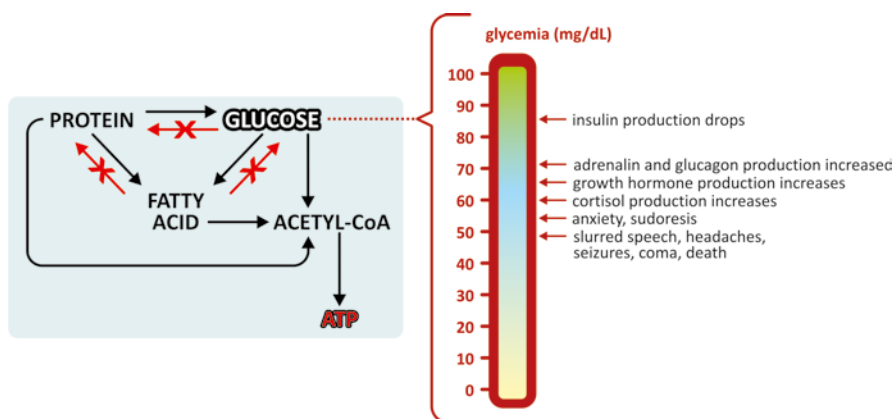 glycemia (mg/dL)
PROTEIN
GLUCOSE
FATTY
ACID
ACETYL-CoA
ATP
100
90
80
70
60
50
40
30
20
10
0
insulin production drops
adrenalin and glucagon production increased
growth hormone production increases
cortisol production increases
anxiety, sudoresis
slurred speech, headaches,
seizures, coma, death